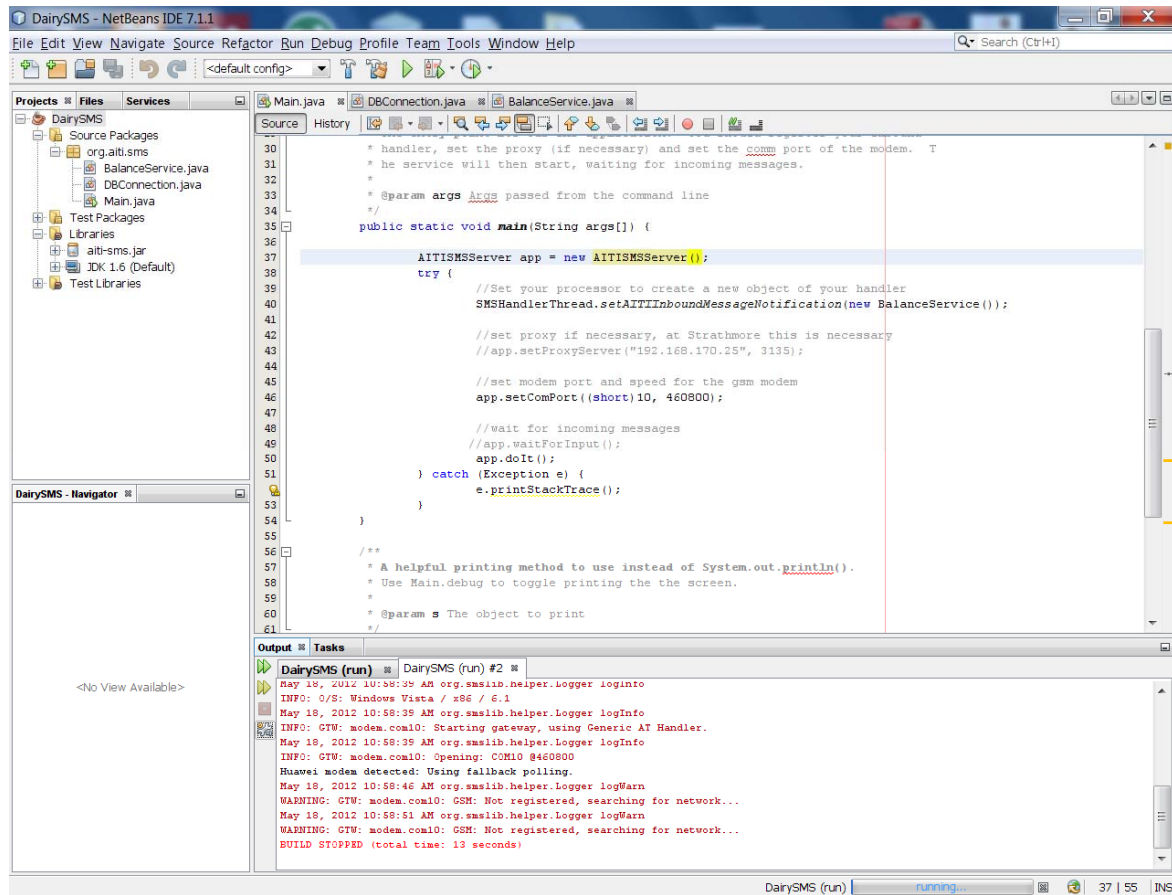 DairySMS - NetBeans IDE 7.1.1
File Edit View Navigate Source Refactor Run Debug Profile Team Tools Window Help
Search (Ctrl+I)
<default config>
Projects Files Services
DairySMS
Source Packages
org.aiti.sms
BalanceService.java
DBConnection.java
Main.java
Test Packages
Libraries
aiti-sms.jar
JDK 1.6 (Default)
Test Libraries
DairySMS - Navigator
<No View Available>
Main.java DBConnection.java BalanceService.java
Source History
30 * handler, set the proxy (if necessary) and set the comm port of the modem. T
31 * he service will then start, waiting for incoming messages.
32 *
33 * @param args Args passed from the command line
34 */
35 public static void main(String args[]) {
36
37 AITISMSServer app = new AITISMSServer();
38 try {
39 //Set your processor to create a new object of your handler
40 SMSHandlerThread.setAITIInboundMessageNotification(new BalanceService());
41
42 //set proxy if necessary, at Strathmore this is necessary
43 //app.setProxyServer("192.168.170.25", 3135);
44
45 //set modem port and speed for the gsm modem
46 app.setComPort((short)10, 460800);
47
48 //wait for incoming messages
49 //app.waitForInput();
50 app.doIt();
51 } catch (Exception e) {
e.printStackTrace();
53 }
54 }
55
56 /**
57 * A helpful printing method to use instead of System.out.println().
58 * Use Main.debug to toggle printing the the screen.
59 *
60 * @param s The object to print
61 */
Output Tasks
DairySMS (run) DairySMS (run) #2
May 18, 2012 10:58:39 AM org.smslib.helper.Logger logInfo
INFO: O/S: Windows Vista / x86 / 6.1
May 18, 2012 10:58:39 AM org.smslib.helper.Logger logInfo
INFO: GTW: modem.com10: Starting gateway, using Generic AT Handler.
May 18, 2012 10:58:39 AM org.smslib.helper.Logger logInfo
INFO: GTW: modem.com10: Opening: COM10 @460800
Huawei modem detected: Using fallback polling.
May 18, 2012 10:58:46 AM org.smslib.helper.Logger logWarn
WARNING: GTW: modem.com10: GSM: Not registered, searching for network...
May 18, 2012 10:58:51 AM org.smslib.helper.Logger logWarn
WARNING: GTW: modem.com10: GSM: Not registered, searching for network...
BUILD STOPPED (total time: 13 seconds)
DairySMS (run) running... 37 | 55 INS